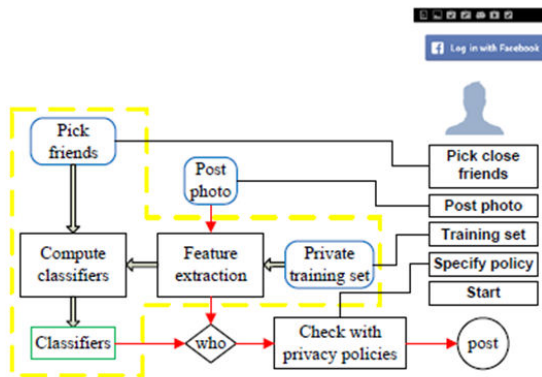 Log in with Facebook
Pick
friends
Post
photo
Pick close
friends
Post photo
Compute
classifiers
Feature
extraction
Private
training set
Training set
Specify policy
Start
Classifiers
who
Check with
privacy policies
post